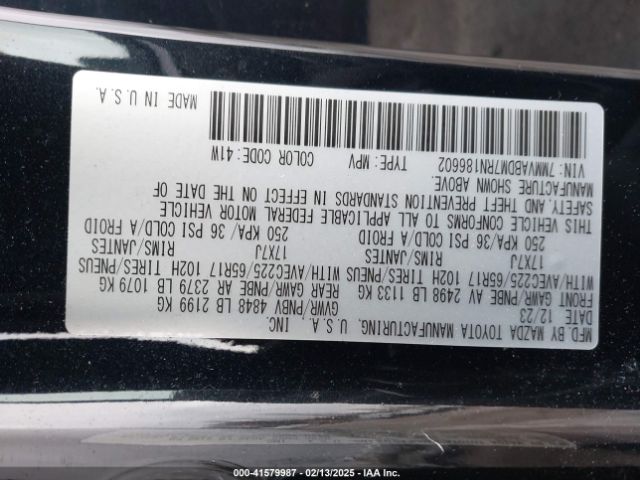 MFD.BY MAZDA TOYOTA MANUFACTURING, U.S.A., INC.
DATE 12/23 GVWR/PNBV 4848 LB 2199 KG
FRONT GAWR/PNBE AV 2498 LB 1133 KG REAR GAWR/PNBE AR 2379 LB 1079 KG
WITH/AVEC225/65R17 102H TIRES/PNEUS WITH/AVEC225/65R17 102H TIRES/PNEUS
17X7J RIMS/JANTES 17X7J RIMS/JANTES
250 KPA/36 PSI COLD/A FROID 250 KPA/36 PSI COLD/A FROID
THIS VEHICLE CONFORMS TO ALL APPLICABLE FEDERAL MOTOR VEHICLE
SAFETY, AND THEFT PREVENTION STANDARDS IN EFFECT ON THE DATE OF
MANUFACTURE SHOWN ABOVE.
VIN:7MMVABDM7RN186602 TYPE:MPV COLOR CODE:41W
MADE IN U.S.A.
000-41579987 - 02/13/2025 - IAA Inc.